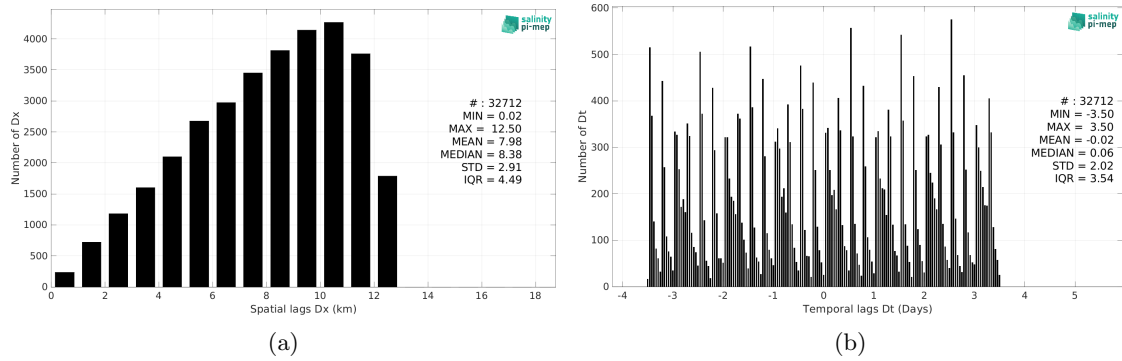 salinity
pi-mep
4000
3500
3000
2500
2000
1500
1000
500
0
Number of Dx
# : 32712
MIN = 0.02
MAX = 12.50
MEAN = 7.98
MEDIAN = 8.38
STD = 2.91
IQR = 4.49
0 2 4 6 8 10 12 14 16 18
Spatial lags Dx (km)
(a)
salinity
pi-mep
600
500
400
300
200
100
0
Number of Dt
# : 32712
MIN = -3.50
MAX = 3.50
MEAN = -0.02
MEDIAN = 0.06
STD = 2.02
IQR = 3.54
-4 -3 -2 -1 0 1 2 3 4 5
Temporal lags Dt (Days)
(b)